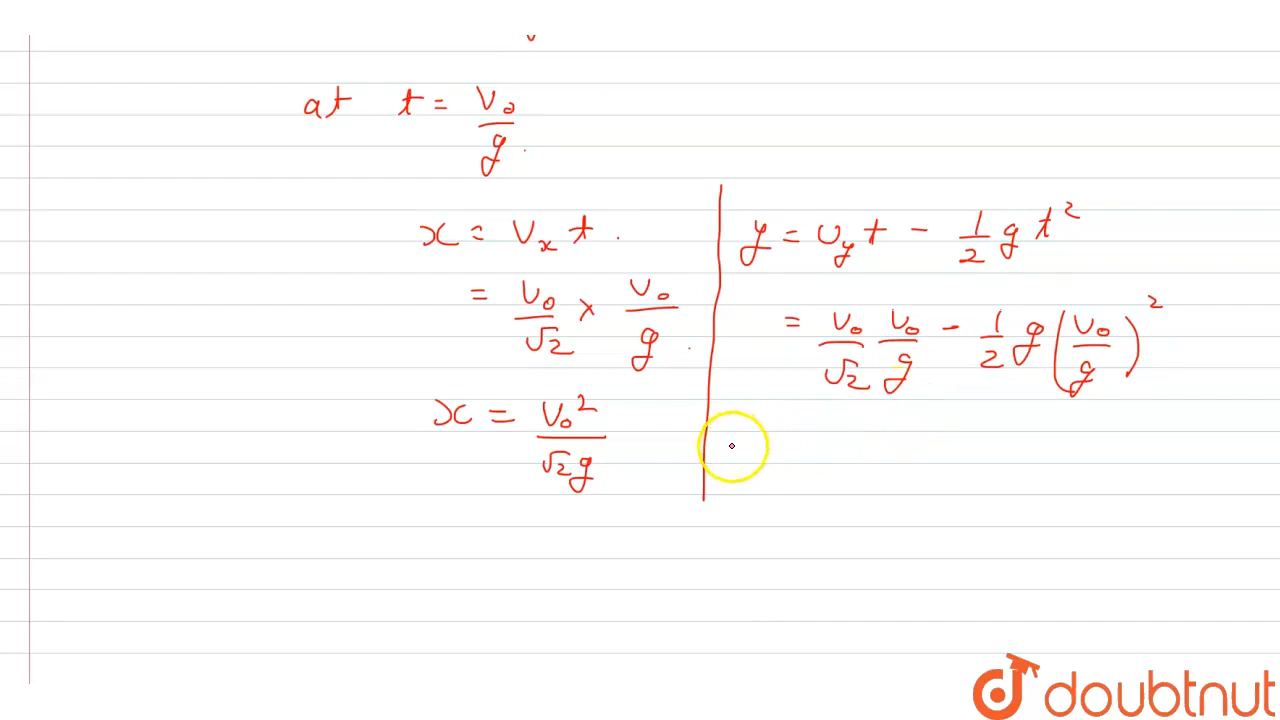 at t = v₀/g
x = vₓ t .
= v₀/√2 × v₀/g .
x = v₀²/√2g
y = u_y t − 1/2 g t²
= v₀/√2 v₀/g − 1/2 g (v₀/g)²
doubtnut